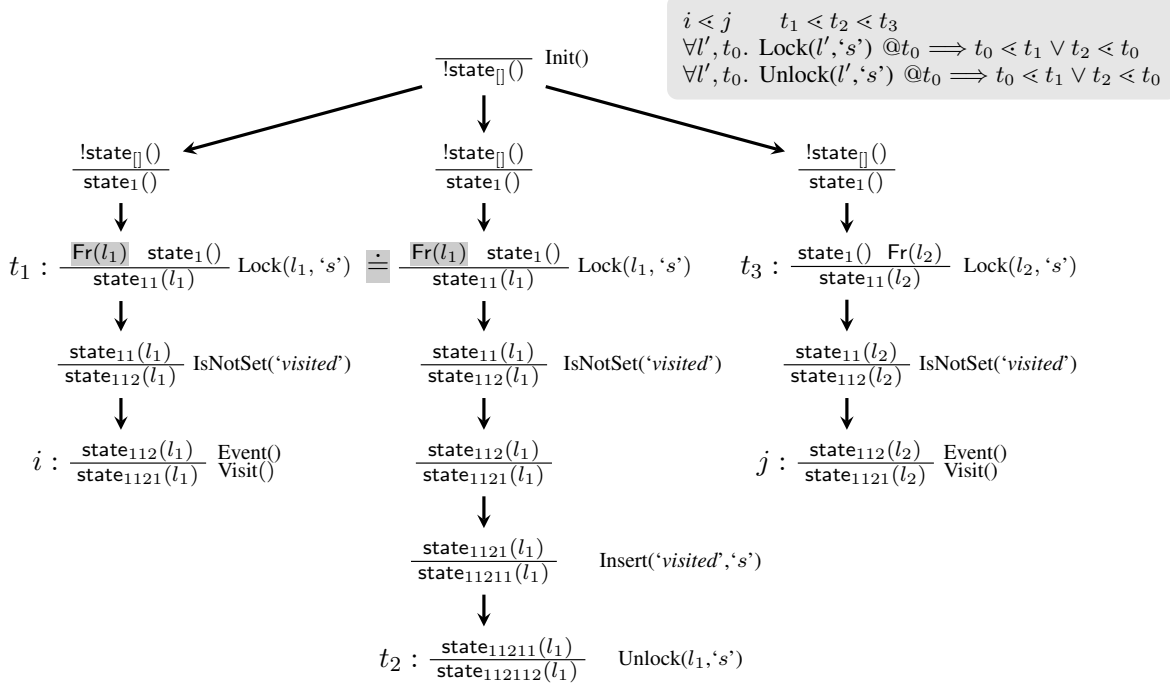 i ⋖ j t₁ ⋖ t₂ ⋖ t₃
∀l′, t₀. Lock(l′,‘s’) @t₀ ⟹ t₀ ⋖ t₁ ∨ t₂ ⋖ t₀
∀l′, t₀. Unlock(l′,‘s’) @t₀ ⟹ t₀ ⋖ t₁ ∨ t₂ ⋖ t₀
Init()
!state[]()
!state[]() !state[]() !state[]()
state₁() state₁() state₁()
t₁ : Fr(l₁) state₁() Lock(l₁, ‘s’) ≐ Fr(l₁) state₁() Lock(l₁, ‘s’) t₃ : state₁() Fr(l₂) Lock(l₂, ‘s’)
state₁₁(l₁) state₁₁(l₁) state₁₁(l₂)
state₁₁(l₁) IsNotSet(‘visited’) state₁₁(l₁) IsNotSet(‘visited’) state₁₁(l₂) IsNotSet(‘visited’)
state₁₁₂(l₁) state₁₁₂(l₁) state₁₁₂(l₂)
i : state₁₁₂(l₁) Event() state₁₁₂(l₁) j : state₁₁₂(l₂) Event()
state₁₁₂₁(l₁) Visit() state₁₁₂₁(l₁) state₁₁₂₁(l₂) Visit()
state₁₁₂₁(l₁) Insert(‘visited’,‘s’)
state₁₁₂₁₁(l₁)
t₂ : state₁₁₂₁₁(l₁) Unlock(l₁,‘s’)
state₁₁₂₁₁₂(l₁)